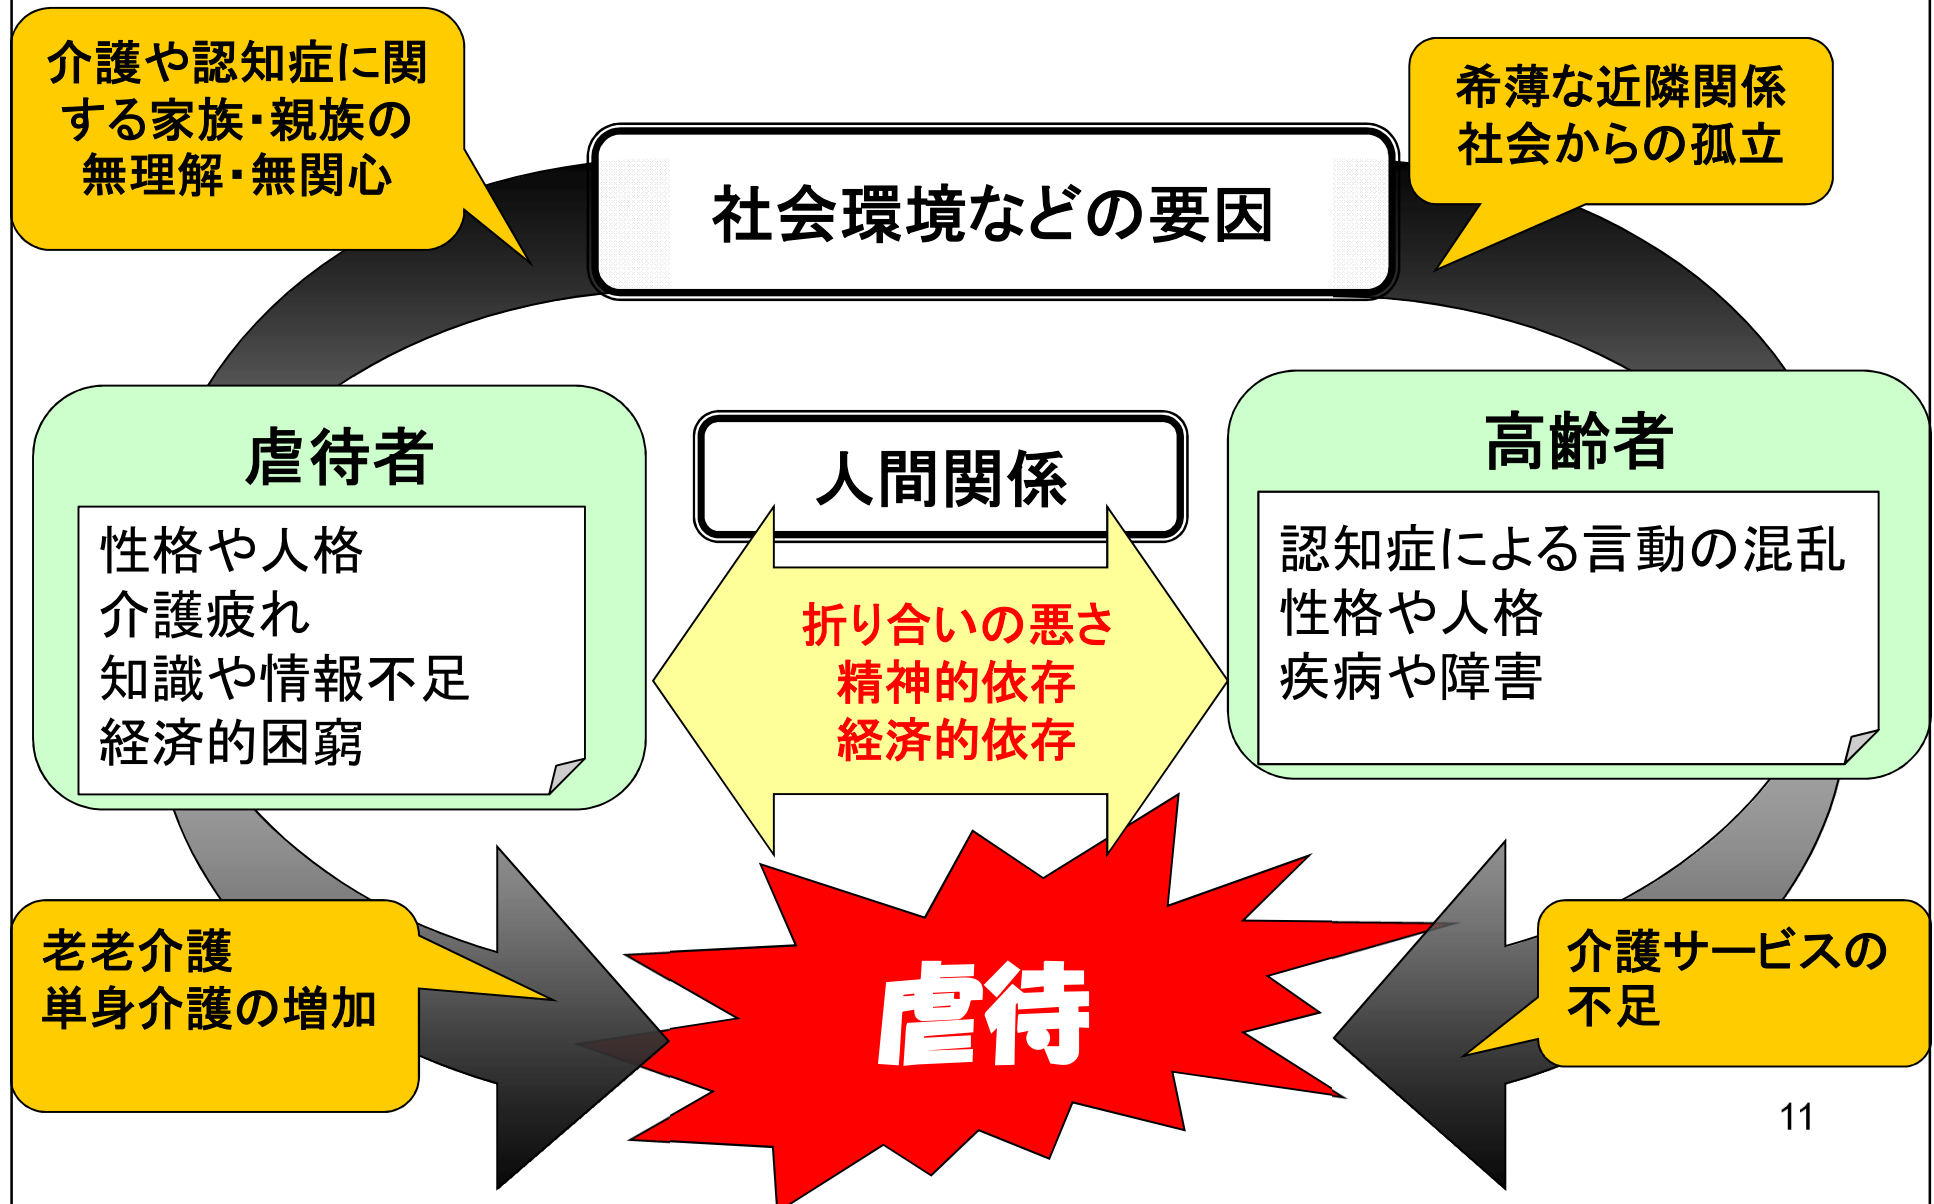 介護や認知症に関
する家族・親族の
無理解・無関心
希薄な近隣関係
社会からの孤立
社会環境などの要因
虐待者
性格や人格
介護疲れ
知識や情報不足
経済的困窮
人間関係
折り合いの悪さ
精神的依存
経済的依存
高齢者
認知症による言動の混乱
性格や人格
疾病や障害
老老介護
単身介護の増加
虐待
介護サービスの
不足
11